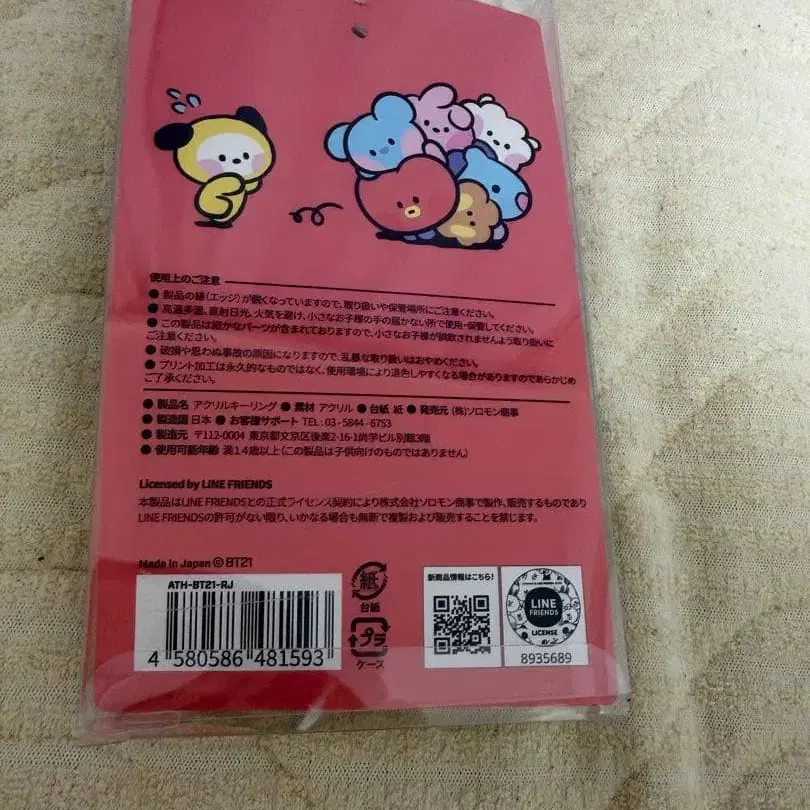 使用上のご注意
● 製品の縁(エッジ)が鋭くなっていますので、取り扱いや保管場所にご注意ください。
● 高温多湿、直射日光、火気を避け、小さなお子様の手の届かない所で使用・保管してください。
● この製品は細かなパーツが含まれておりますので、小さなお子様が誤飲されませんよう取り扱いに
ご注意ください。
● 破損や思わぬ事故の原因になりますので、乱暴な取り扱いはおやめください。
● プリント加工は永久的なものではなく、使用環境により退色しやすくなる場合がありますのであらかじめ
ご了承ください。
● 製品名 アクリルキーリング ● 素材 アクリル ● 台紙 紙 ● 発売元 (株)ソロモン商事
● 製造国 日本 ● お客様サポート TEL : 03 - 5844 - 6753
● 製造元 〒112-0004 東京都文京区後楽2-16-1尚学ビル別館3階
● 使用可能年齢 満14歳以上(この製品は子供向けのものではありません)
Licensed by LINE FRIENDS
本製品はLINE FRIENDSとの正式ライセンス契約により株式会社ソロモン商事で製作、販売するものであり
LINE FRIENDSの許可がない限り、いかなる場合も無断で複製および販売することを禁じます。
Made in Japan © BT21
ATH-BT21-RJ
4 580586 481593
紙
台紙
プラ
ケース
新商品情報はこちら!
LINE
FRIENDS
LICENSE
8935689